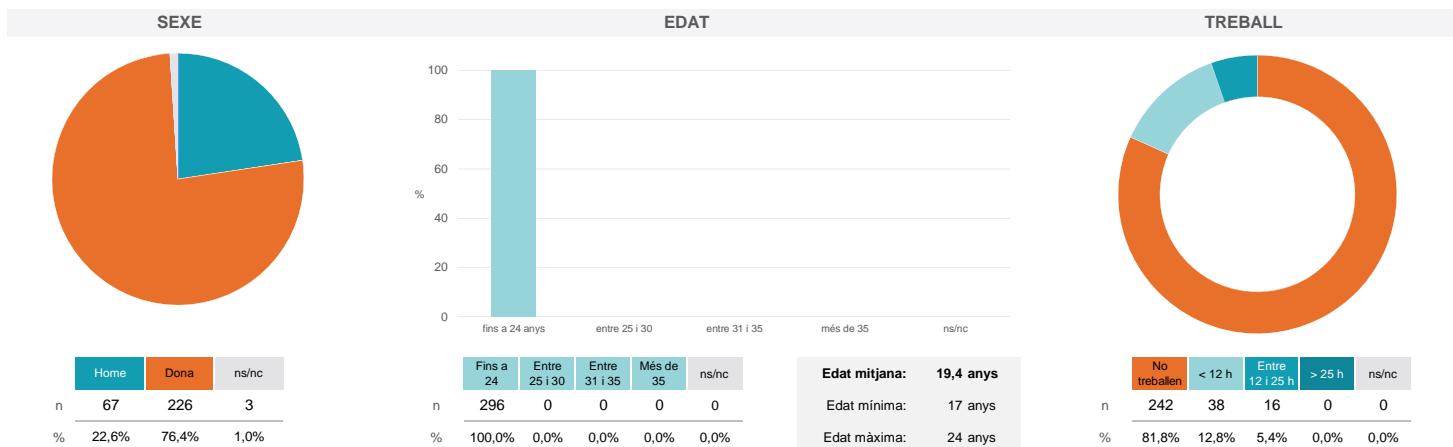 SEXE EDAT TREBALL
100
80
60
%
40
20
0
fins a 24 anys entre 25 i 30 entre 31 i 35 més de 35 ns/nc
Home Dona ns/nc
n 67 226 3
% 22,6% 76,4% 1,0%
Fins a 24 Entre 25 i 30 Entre 31 i 35 Més de 35 ns/nc
n 296 0 0 0 0
% 100,0% 0,0% 0,0% 0,0% 0,0%
Edat mitjana: 19,4 anys
Edat mínima: 17 anys
Edat màxima: 24 anys
No treballen < 12 h Entre 12 i 25 h > 25 h ns/nc
n 242 38 16 0 0
% 81,8% 12,8% 5,4% 0,0% 0,0%